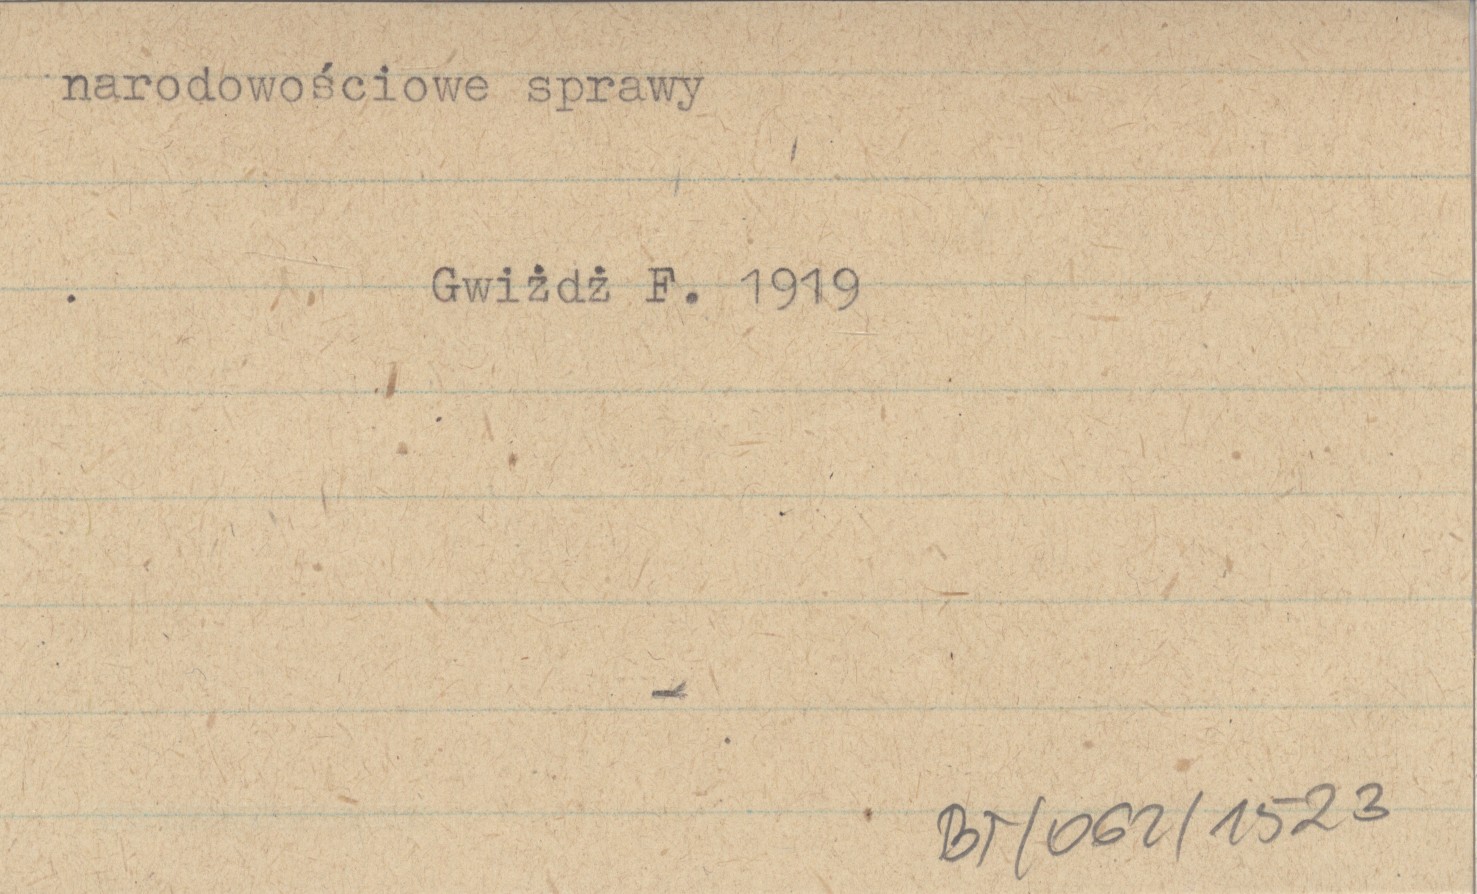 narodowościowe sprawy
Gwiżdż F. 1919
BT/062/1523